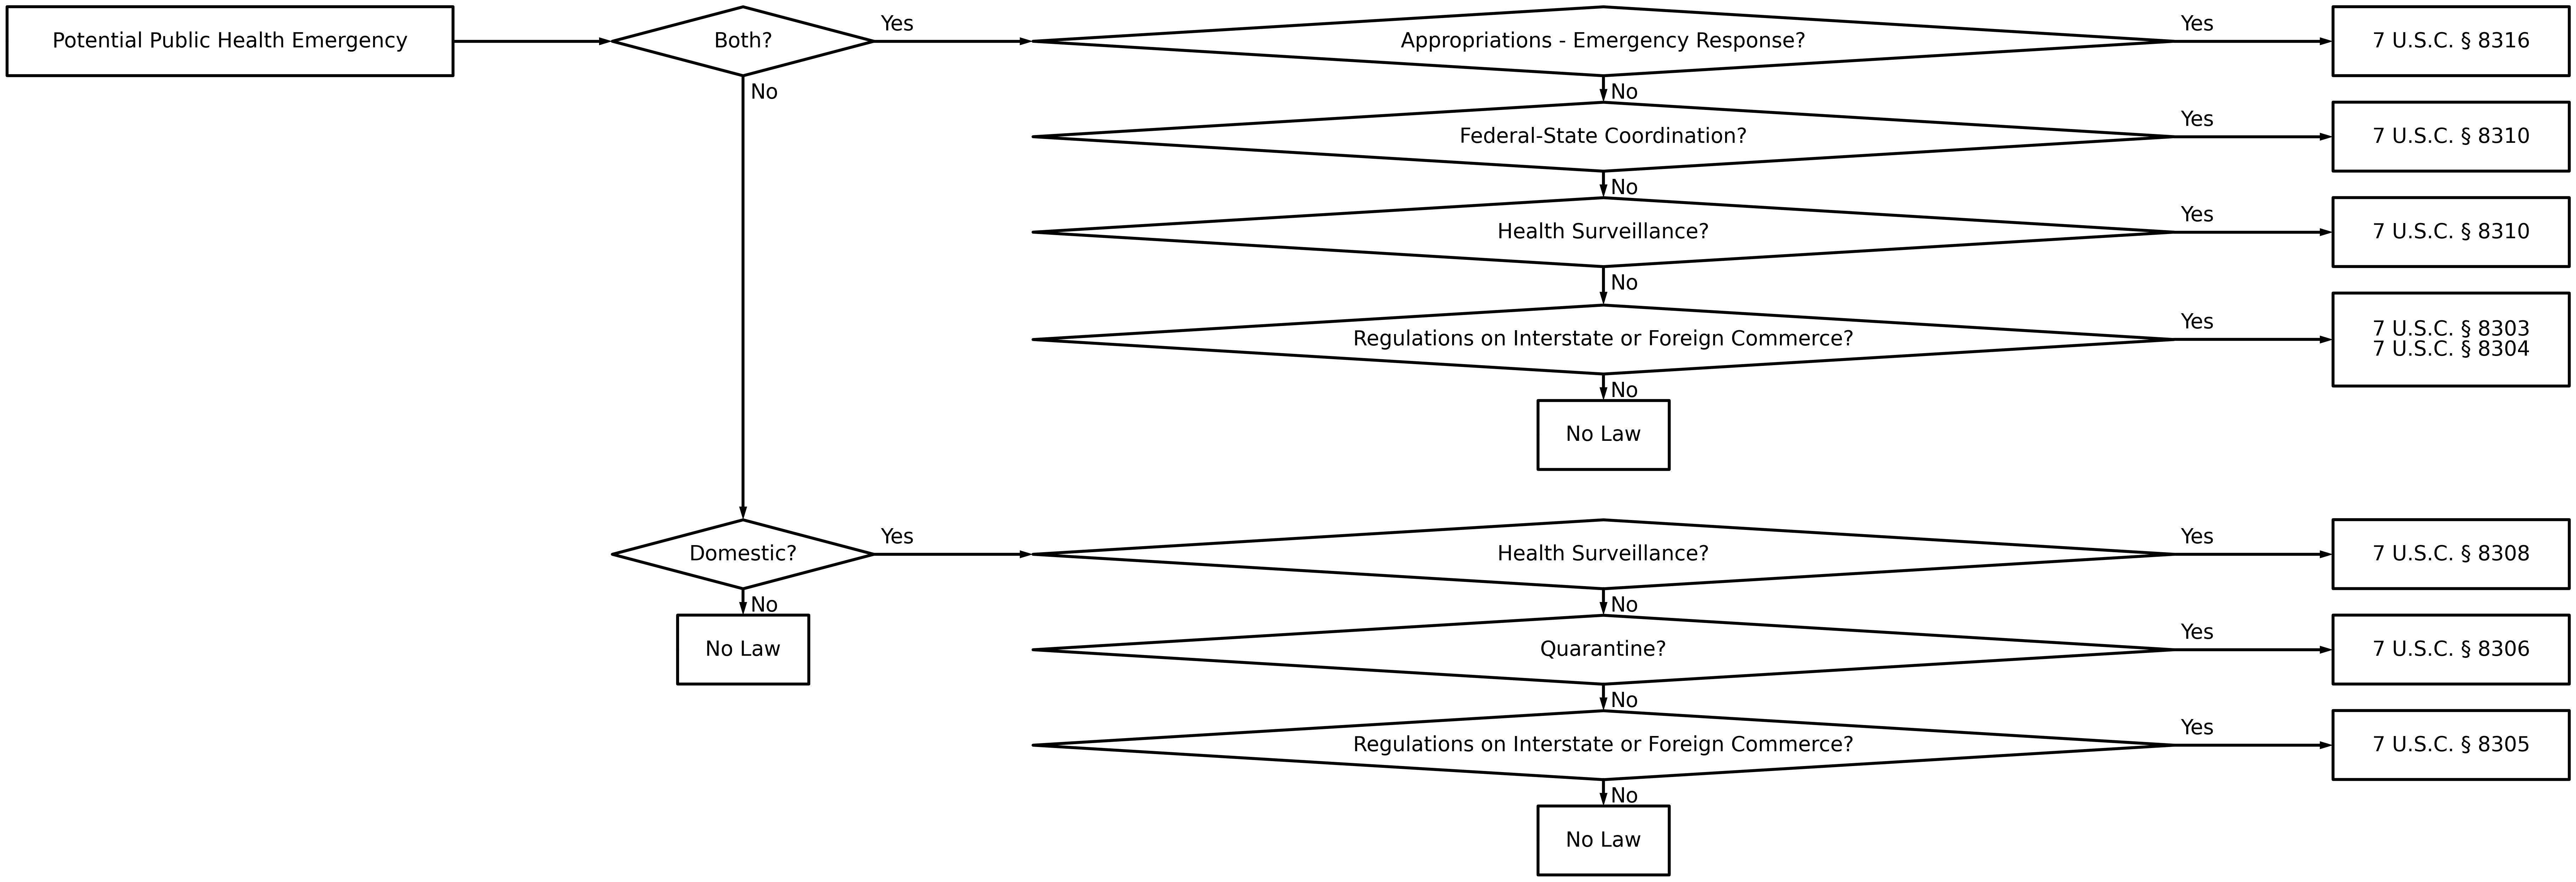 Potential Public Health Emergency
Both?
Yes
Appropriations - Emergency Response?
Yes
7 U.S.C. § 8316
No
No
Federal-State Coordination?
Yes
7 U.S.C. § 8310
No
Health Surveillance?
Yes
7 U.S.C. § 8310
No
Regulations on Interstate or Foreign Commerce?
Yes
7 U.S.C. § 8303
7 U.S.C. § 8304
No
No Law
Domestic?
Yes
Health Surveillance?
Yes
7 U.S.C. § 8308
No
No
No Law
Quarantine?
Yes
7 U.S.C. § 8306
No
Regulations on Interstate or Foreign Commerce?
Yes
7 U.S.C. § 8305
No
No Law